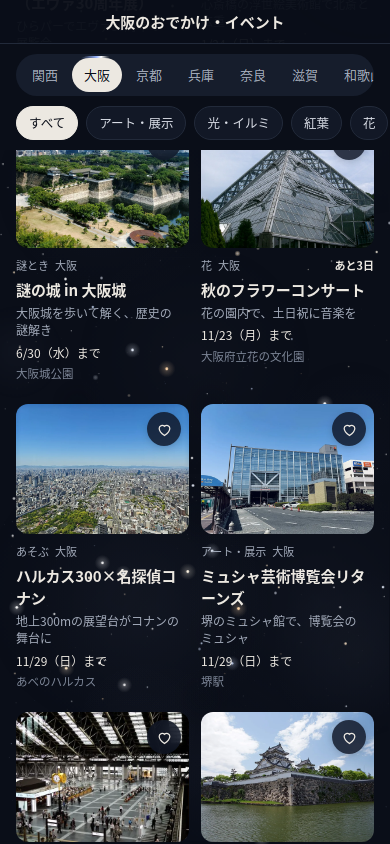 大阪のおでかけ・イベント
関西
大阪
京都
兵庫
奈良
滋賀
すべて
アート・展示
光・イルミ
紅葉
花
謎とき 大阪
謎の城 in 大阪城
大阪城を歩いて解く、歴史の
謎解き
6/30（水）まで
大阪城公園
花 大阪
あと3日
秋のフラワーコンサート
花の園内で、土日祝に音楽を
11/23（月）まで
大阪府立花の文化園
あそぶ 大阪
ハルカス300×名探偵コ
ナン
地上300mの展望台がコナンの
舞台に
11/29（日）まで
あべのハルカス
アート・展示 大阪
ミュシャ芸術博覧会リタ
ーンズ
堺のミュシャ館で、博覧会の
ミュシャ
11/29（日）まで
堺駅